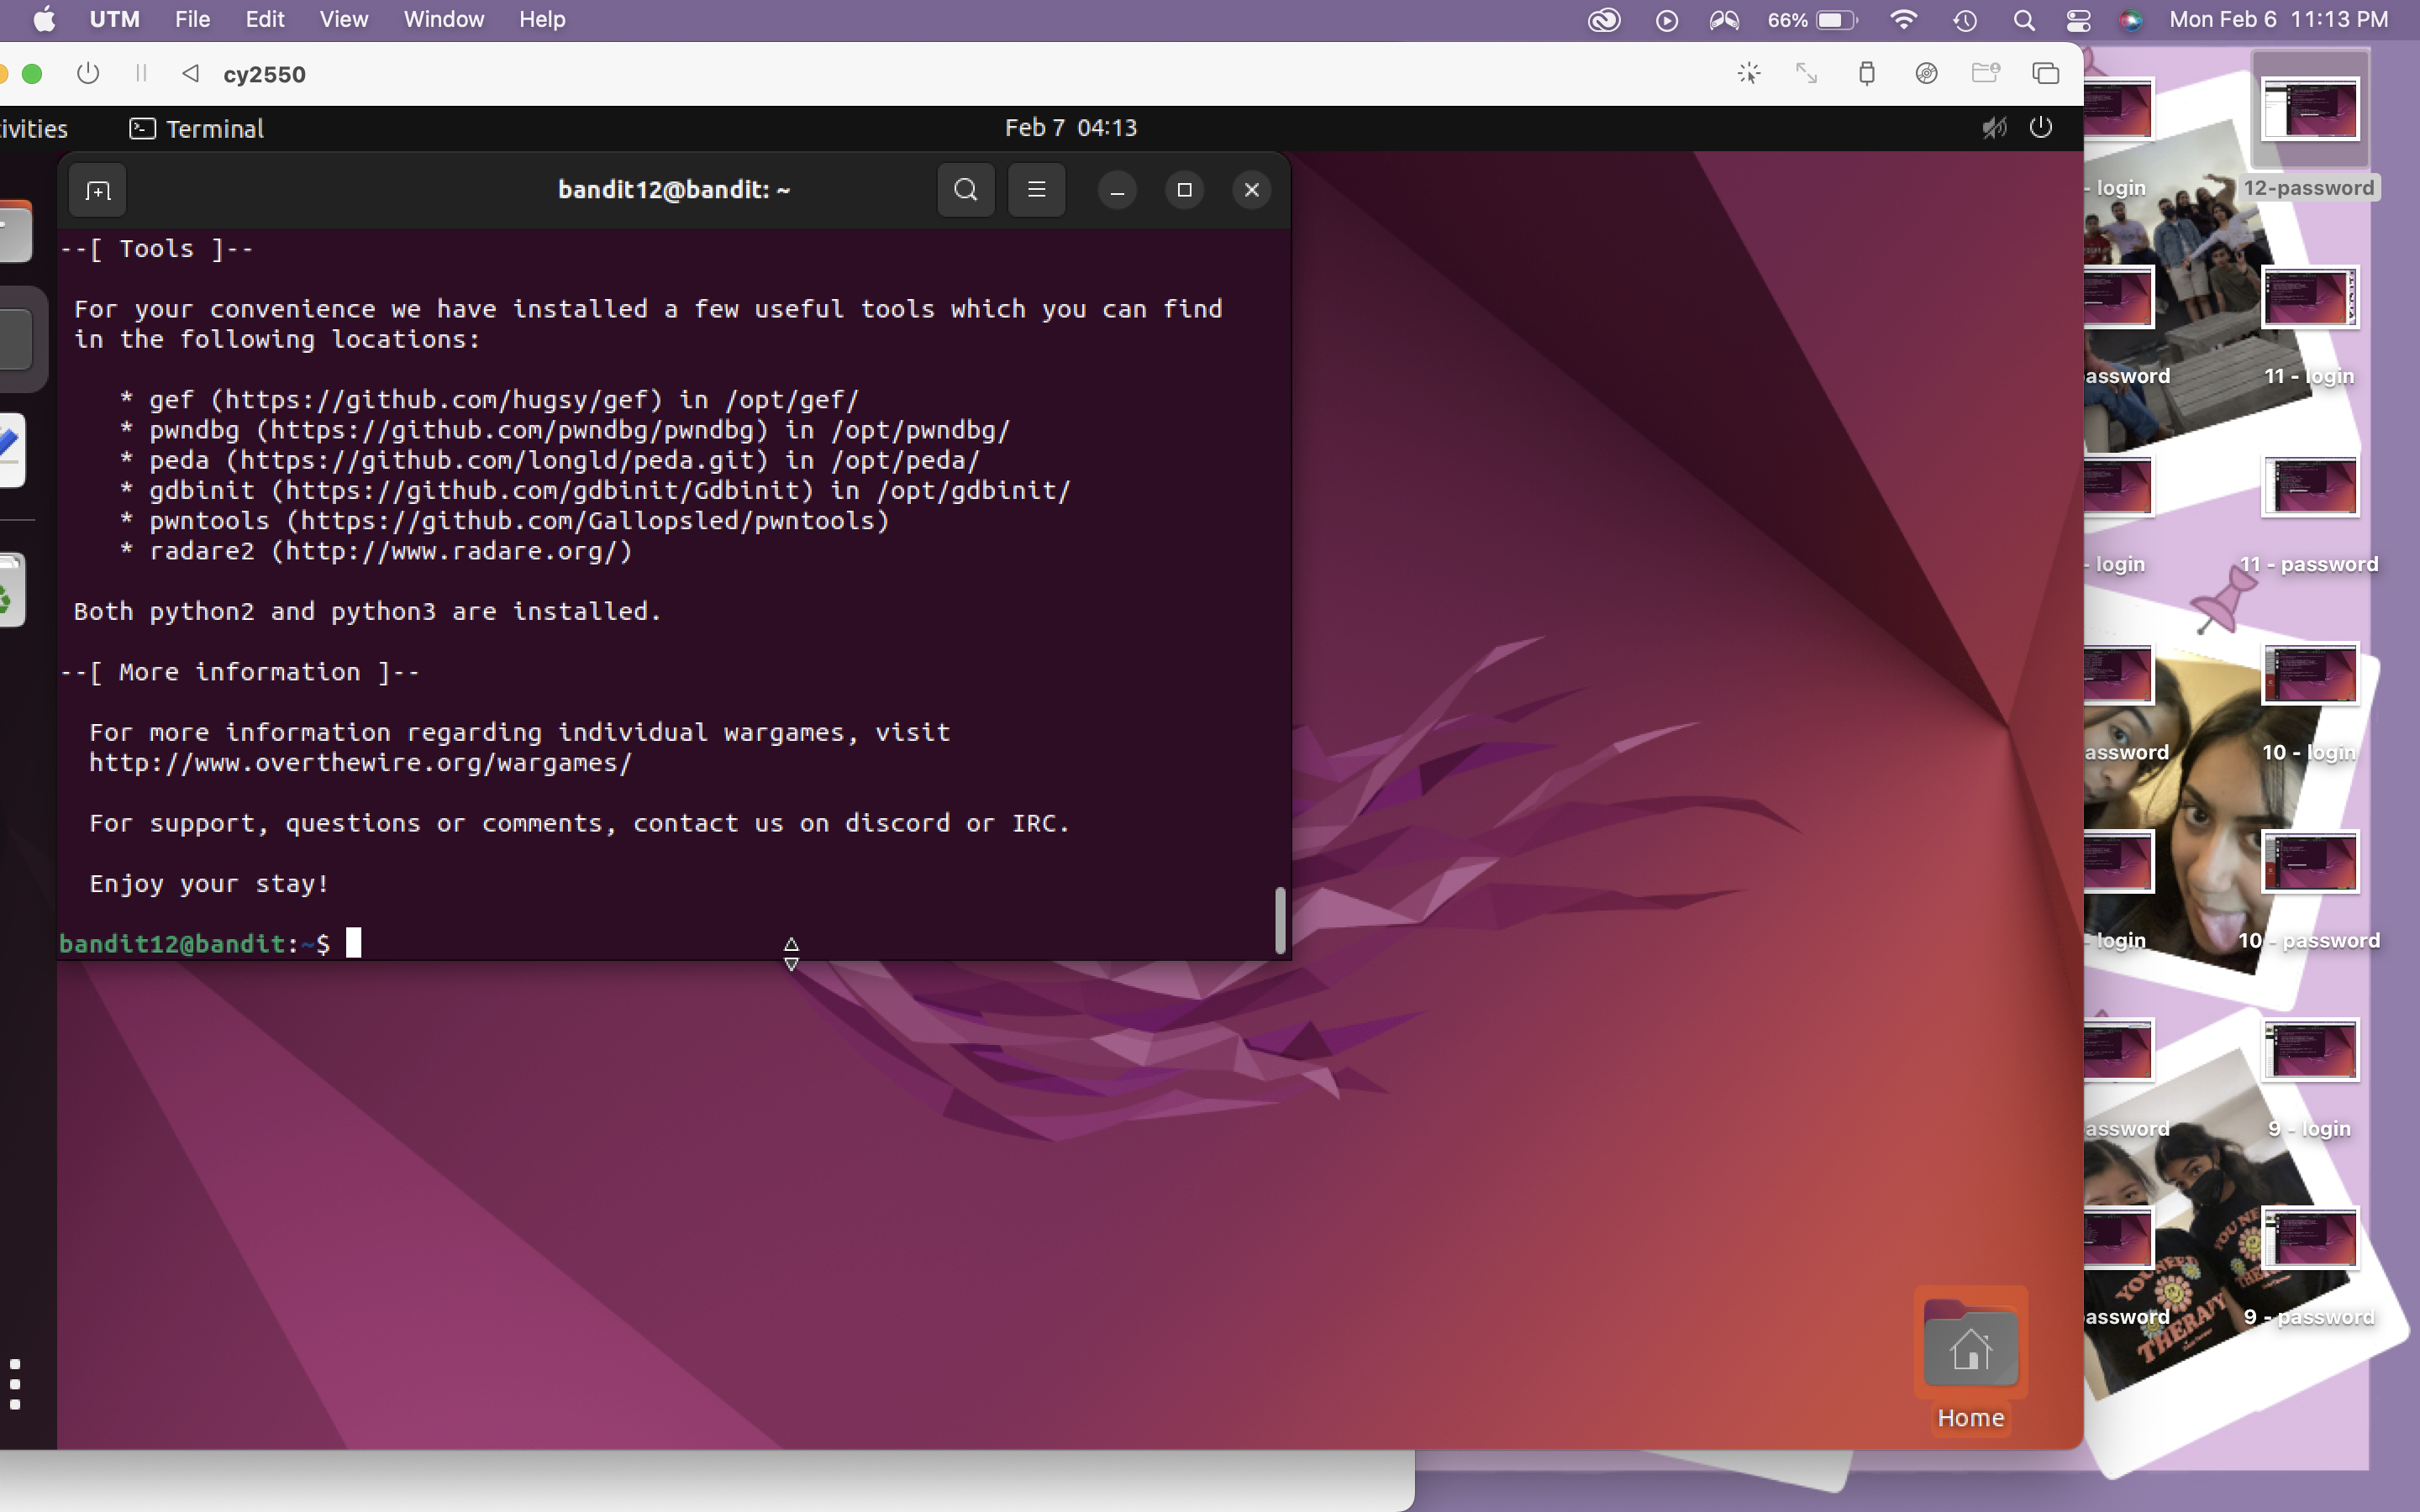 UTM File Edit View Window Help 66% Mon Feb 6 11:13 PM
cy2550
ivities Terminal Feb 7 04:13
bandit12@bandit: ~
--[ Tools ]--
For your convenience we have installed a few useful tools which you can find
in the following locations:
* gef (https://github.com/hugsy/gef) in /opt/gef/
* pwndbg (https://github.com/pwndbg/pwndbg) in /opt/pwndbg/
* peda (https://github.com/longld/peda.git) in /opt/peda/
* gdbinit (https://github.com/gdbinit/Gdbinit) in /opt/gdbinit/
* pwntools (https://github.com/Gallopsled/pwntools)
* radare2 (http://www.radare.org/)
Both python2 and python3 are installed.
--[ More information ]--
For more information regarding individual wargames, visit
http://www.overthewire.org/wargames/
For support, questions or comments, contact us on discord or IRC.
Enjoy your stay!
bandit12@bandit:~$
Home
- login 12-password
assword 11 - login
- login 11 - password
assword 10 - login
- login 10 - password
assword 9 - login
assword 9 - password
YOU NEED
THERAPY
YOU NE
THER